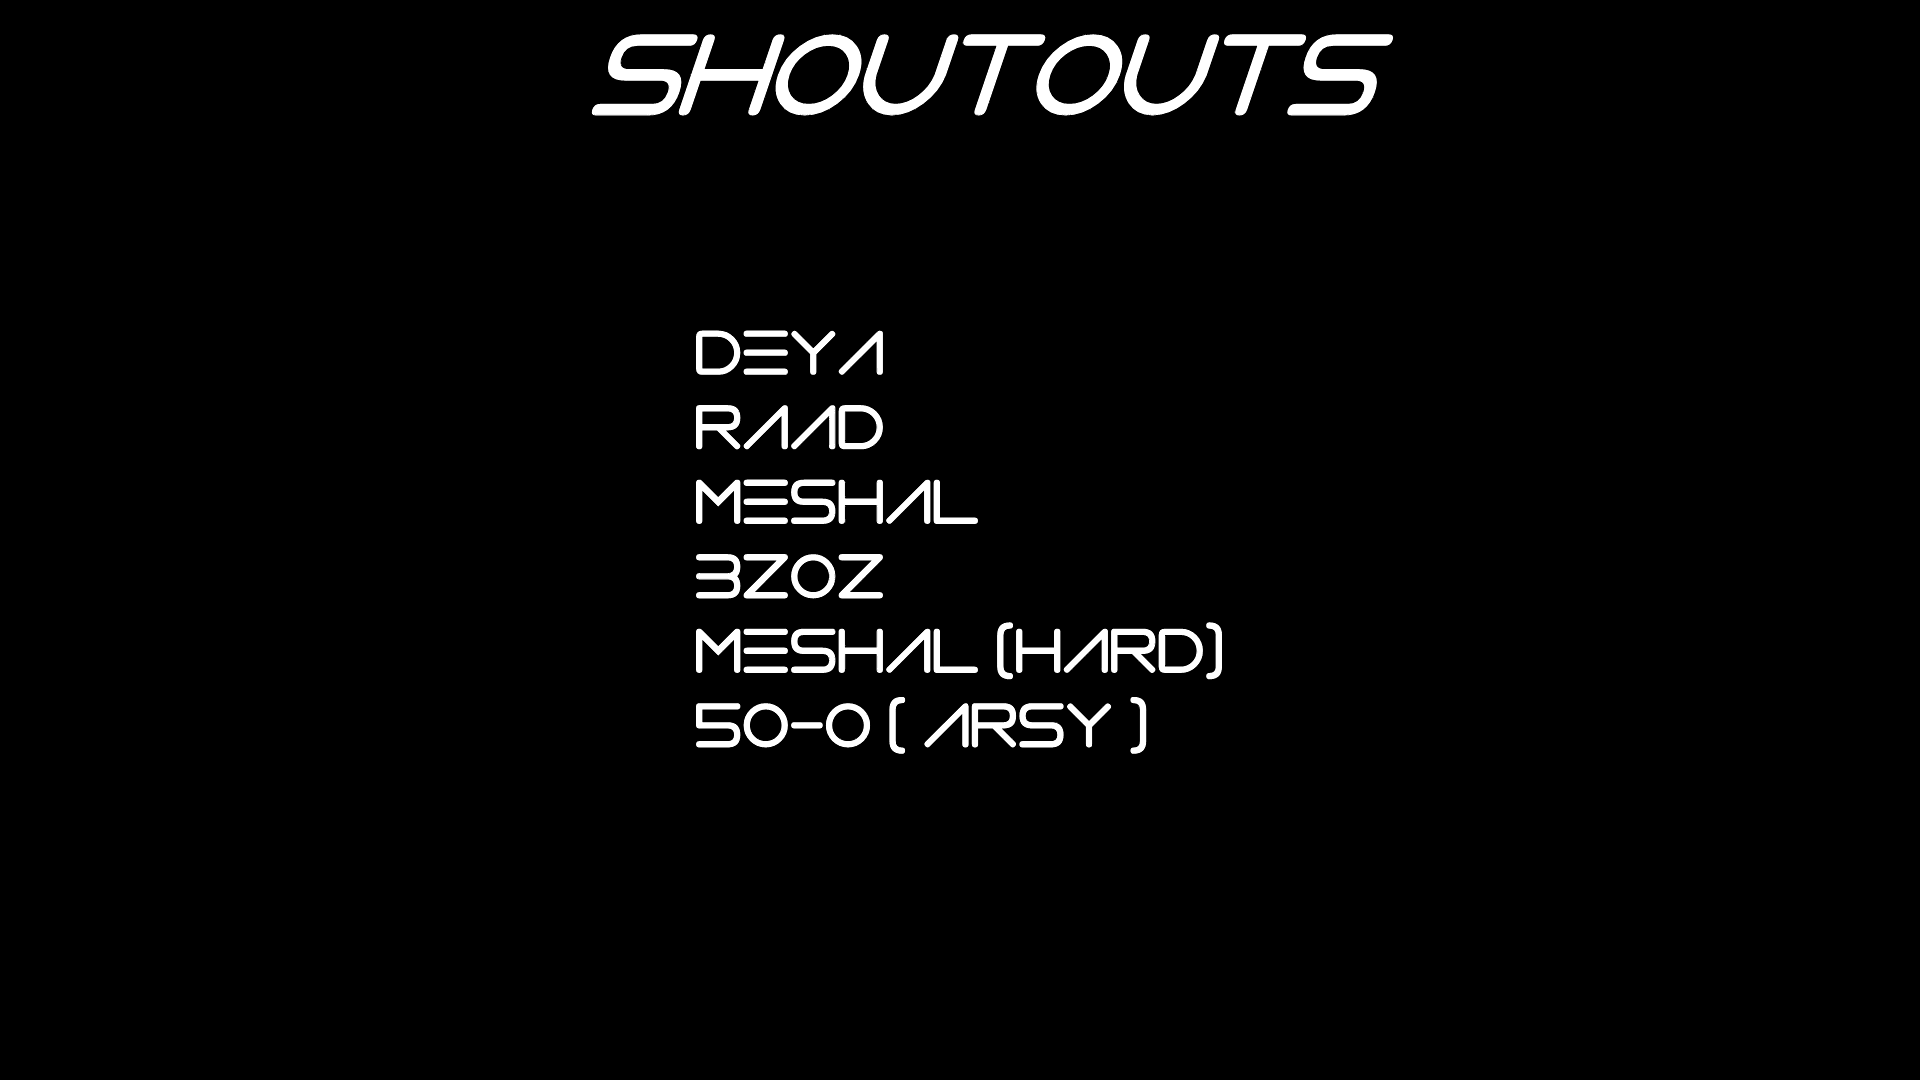 SHOUTOUTS
DEYA
RAAD
MESHAL
3ZOZ
MESHAL (HARD)
50-0 ( ARSY )